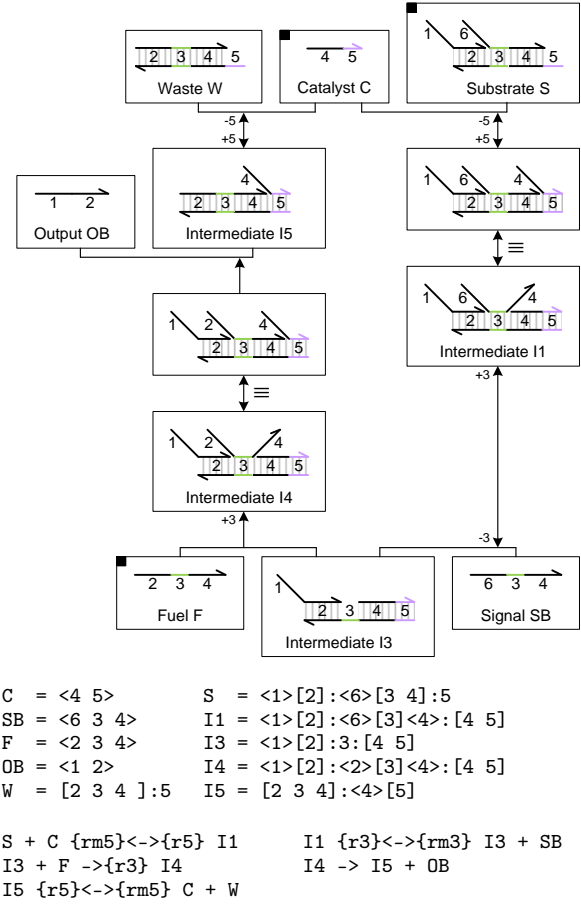 2 3 4 5
Waste W
4 5
Catalyst C
1 6
2 3 4 5
Substrate S
-5
+5
-5
+5
4
2 3 4 5
Intermediate I5
1 2
Output OB
1 6 4
2 3 4 5
1 6 4
2 3 4 5
Intermediate I1
≡
+3
1 2 4
2 3 4 5
≡
1 2 4
2 3 4 5
Intermediate I4
+3
-3
2 3 4
Fuel F
1
2 3 4 5
Intermediate I3
6 3 4
Signal SB
C = <4 5> S = <1>[2]:<6>[3 4]:5
SB = <6 3 4> I1 = <1>[2]:<6>[3]<4>:[4 5]
F = <2 3 4> I3 = <1>[2]:3:[4 5]
OB = <1 2> I4 = <1>[2]:<2>[3]<4>:[4 5]
W = [2 3 4 ]:5 I5 = [2 3 4]:<4>[5]
S + C {rm5}<->{r5} I1 I1 {r3}<->{rm3} I3 + SB
I3 + F ->{r3} I4 I4 -> I5 + OB
I5 {r5}<->{rm5} C + W